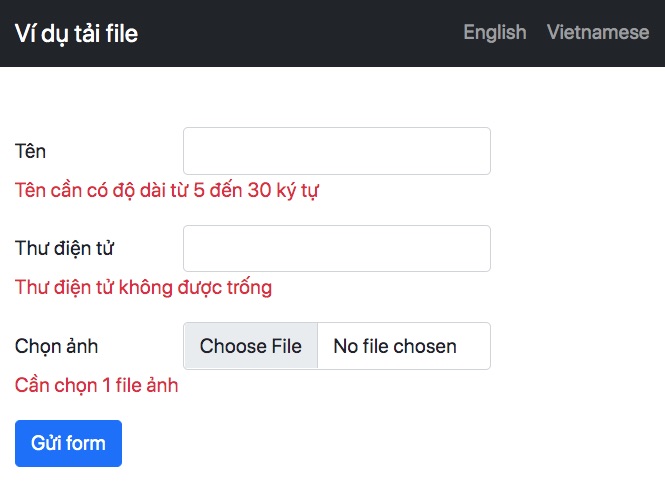 Ví dụ tải file English Vietnamese
Tên
Tên cần có độ dài từ 5 đến 30 ký tự
Thư điện tử
Thư điện tử không được trống
Chọn ảnh Choose File No file chosen
Cần chọn 1 file ảnh
Gửi form